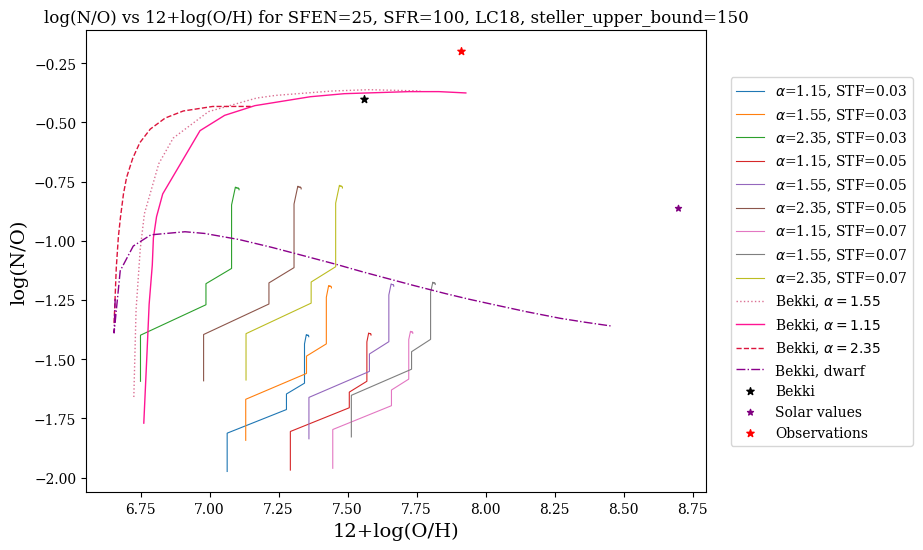 log(N/O) vs 12+log(O/H) for SFEN=25, SFR=100, LC18, steller_upper_bound=150
log(N/O)
−0.25
−0.50
−0.75
−1.00
−1.25
−1.50
−1.75
−2.00
6.75
7.00
7.25
7.50
7.75
8.00
8.25
8.50
8.75
12+log(O/H)
α=1.15, STF=0.03
α=1.55, STF=0.03
α=2.35, STF=0.03
α=1.15, STF=0.05
α=1.55, STF=0.05
α=2.35, STF=0.05
α=1.15, STF=0.07
α=1.55, STF=0.07
α=2.35, STF=0.07
Bekki, α = 1.55
Bekki, α = 1.15
Bekki, α = 2.35
Bekki, dwarf
Bekki
Solar values
Observations